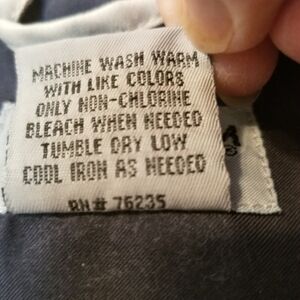 MACHINE WASH WARM
WITH LIKE COLORS
ONLY NON-CHLORINE
BLEACH WHEN NEEDED
TUMBLE DRY LOW
COOL IRON AS NEEDED
RN# 76235